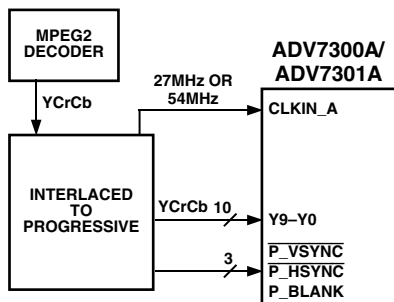 MPEG2
DECODER
YCrCb
27MHz OR
54MHz
ADV7300A/
ADV7301A
CLKIN_A
INTERLACED
TO
PROGRESSIVE
YCrCb 10
Y9–Y0
3
P_VSYNC
P_HSYNC
P_BLANK